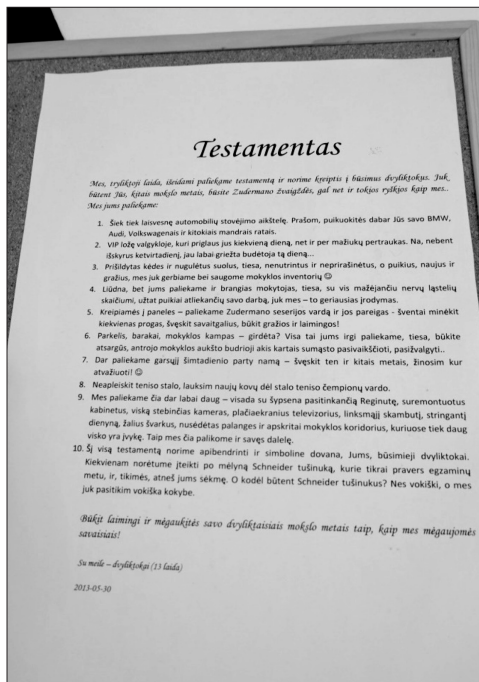 Testamentas
Mes, tryliktoji laida, išeidami paliekame testamentą ir norime kreiptis į būsimus dvyliktokus. Juk
būtent Jūs, kitais mokslo metais, būsite Zudermano žvaigždės, gal net ir tokios ryškios kaip mes..
Mes jums paliekame:
1. Šiek tiek laisvesnę automobilių stovėjimo aikštelę. Prašom, puikuokitės dabar Jūs savo BMW,
Audi, Volkswagenais ir kitokiais mandrais ratais.
2. VIP ložę valgykloje, kuri priglaus jus kiekvieną dieną, net ir per mažiukų pertraukas. Na, nebent
išskyrus ketvirtadienį, jau labai griežta budėtoja tą dieną...
3. Prišildytas kėdes ir nugulėtus suolus, tiesa, nenutrintus ir neprirašinėtus, o puikius, naujus ir
gražius, mes juk gerbiame bei saugome mokyklos inventorių ☺
4. Liūdna, bet jums paliekame ir brangias mokytojas, tiesa, su vis mažėjančiu nervų ląstelių
skaičiumi, užtat puikiai atliekančiv savo darbą, juk mes – to geriausias įrodymas.
5. Kreipiamės į paneles – paliekame Zudermano seserijos vardą ir jos pareigas - šventai minėkit
kiekvienas progas, švęskit savaitgalius, būkit gražios ir laimingos!
6. Parkelis, barakai, mokyklos kampas – girdėta? Visa tai jums irgi paliekame, tiesa, būkite
atsargūs, antrojo mokyklos aukšto budrioji akis kartais sumąsto pasivaikščioti, pasižvalgyti..
7. Dar paliekame garsųjį šimtadienio party namą – švęskit ten ir kitais metais, žinosim kur
atvažiuoti! ☺
8. Neapleiskit teniso stalo, lauksim naujų kovų dėl stalo teniso čempionų vardo.
9. Mes paliekame čia dar labai daug – visada su šypsena pasitinkančią Reginutę, suremontuotus
kabinetus, viską stebinčias kameras, plačiaekranius televizorius, linksmąjį skambutį, stringantį
dienyną, žalius švarkus, nusėdėtas palanges ir apskritai mokyklos koridorius, kuriuose tiek daug
visko yra įvykę. Taip mes čia palikome ir savęs dalelę.
10. Šį visą testamentą norime apibendrinti ir simboline dovana, Jums, būsimieji dvyliktokai.
Kiekvienam norėtume įteikti po mėlyną Schneider tušinuką, kurie tikrai pravers egzaminų
metu, ir, tikimės, atneš jums sėkmę. O kodėl būtent Schneider tušinukus? Nes vokiški, o mes
juk pasitikim vokiška kokybe.
Būkit laimingi ir mėgaukitės savo dvyliktaisiais mokslo metais taip, kaip mes mėgaujomės
savaisiais!
Su meile – dvyliktokai (13 laida)
2013-05-30